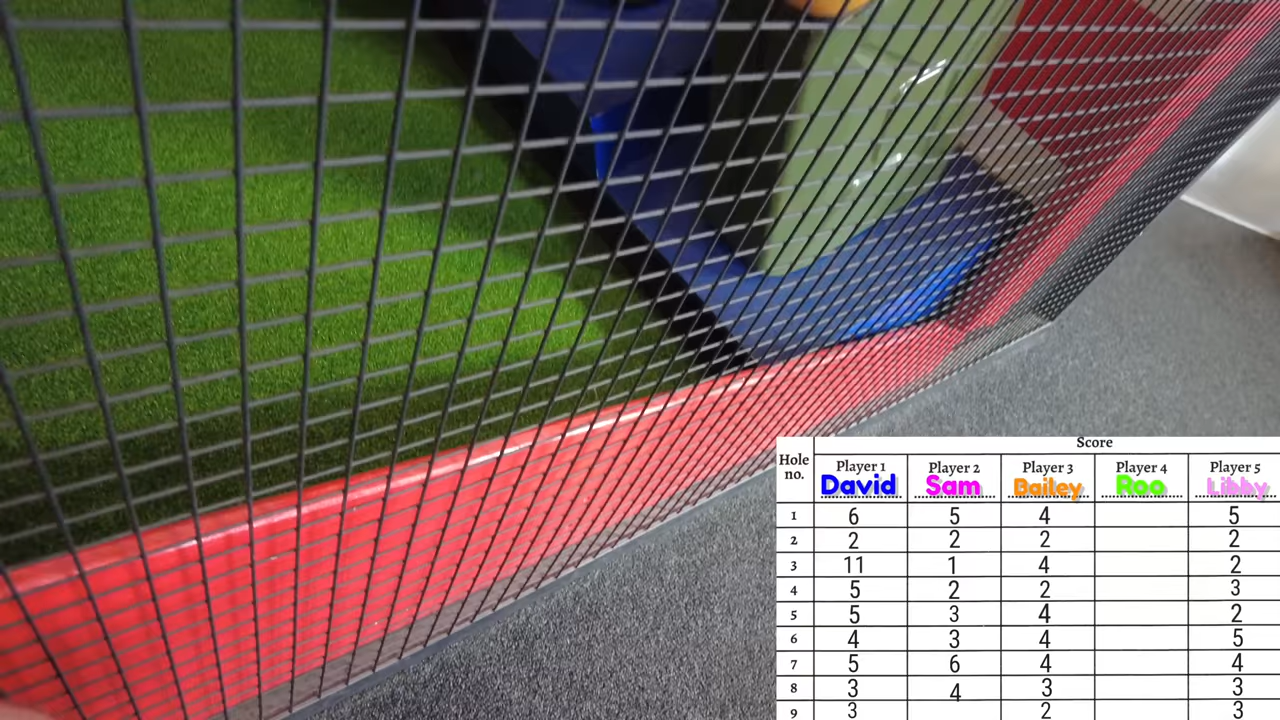 Score
Hole no. Player 1 David Player 2 Sam Player 3 Bailey Player 4 Roo Player 5 Libby
1 6 5 4 5
2 2 2 2 2
3 11 1 4 2
4 5 2 2 3
5 5 3 4 2
6 4 3 4 5
7 5 6 4 4
8 3 4 3 3
9 3 2 3